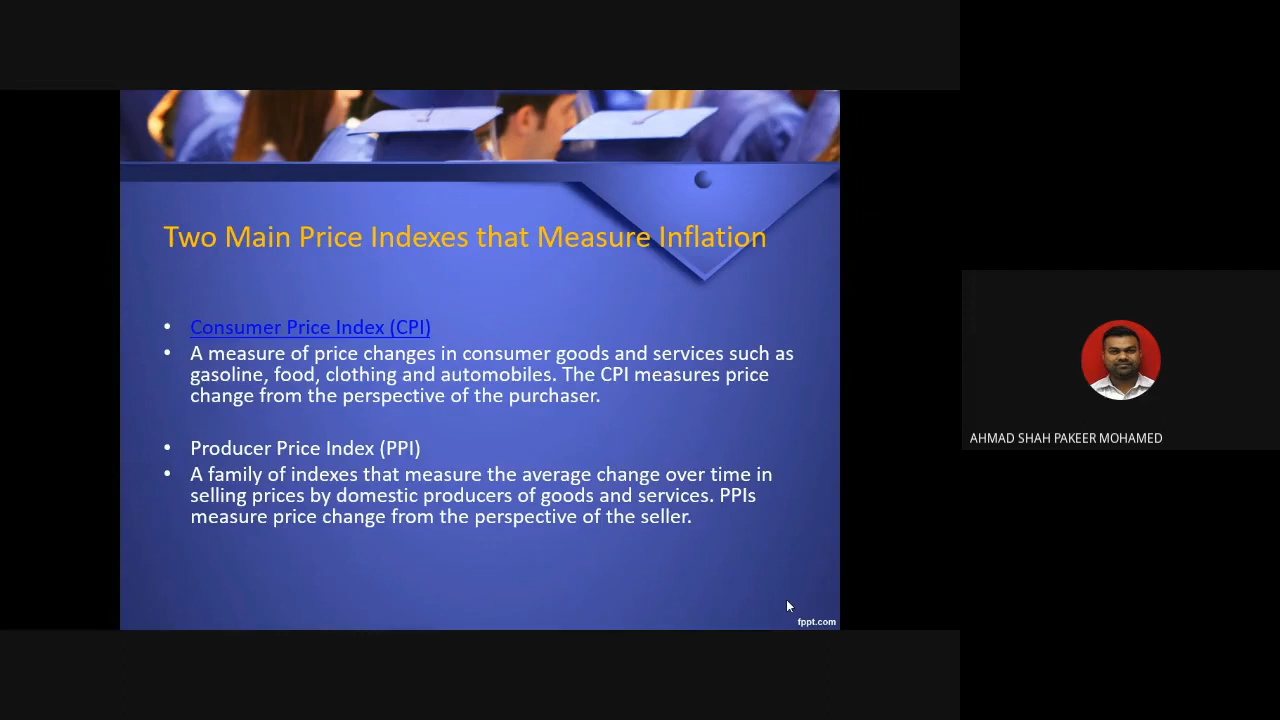 Two Main Price Indexes that Measure Inflation
• Consumer Price Index (CPI)
• A measure of price changes in consumer goods and services such as
gasoline, food, clothing and automobiles. The CPI measures price
change from the perspective of the purchaser.
• Producer Price Index (PPI)
• A family of indexes that measure the average change over time in
selling prices by domestic producers of goods and services. PPIs
measure price change from the perspective of the seller.
fppt.com
AHMAD SHAH PAKEER MOHAMED